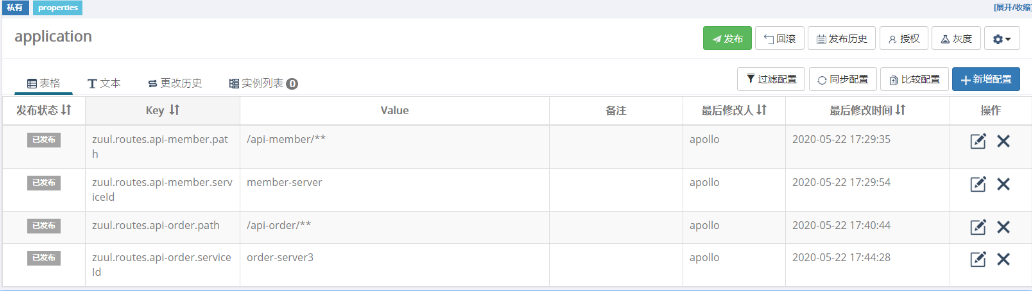 私有 properties [展开/收缩]
application 发布 回滚 发布历史 授权 灰度
表格 文本 更改历史 实例列表 0 过滤配置 同步配置 比较配置 新增配置
发布状态 Key Value 备注 最后修改人 最后修改时间 操作
已发布 zuul.routes.api-member.pat /api-member/** apollo 2020-05-22 17:29:35
h
已发布 zuul.routes.api-member.serv member-server apollo 2020-05-22 17:29:54
iceId
已发布 zuul.routes.api-order.path /api-order/** apollo 2020-05-22 17:40:44
已发布 zuul.routes.api-order.service order-server3 apollo 2020-05-22 17:44:28
Id